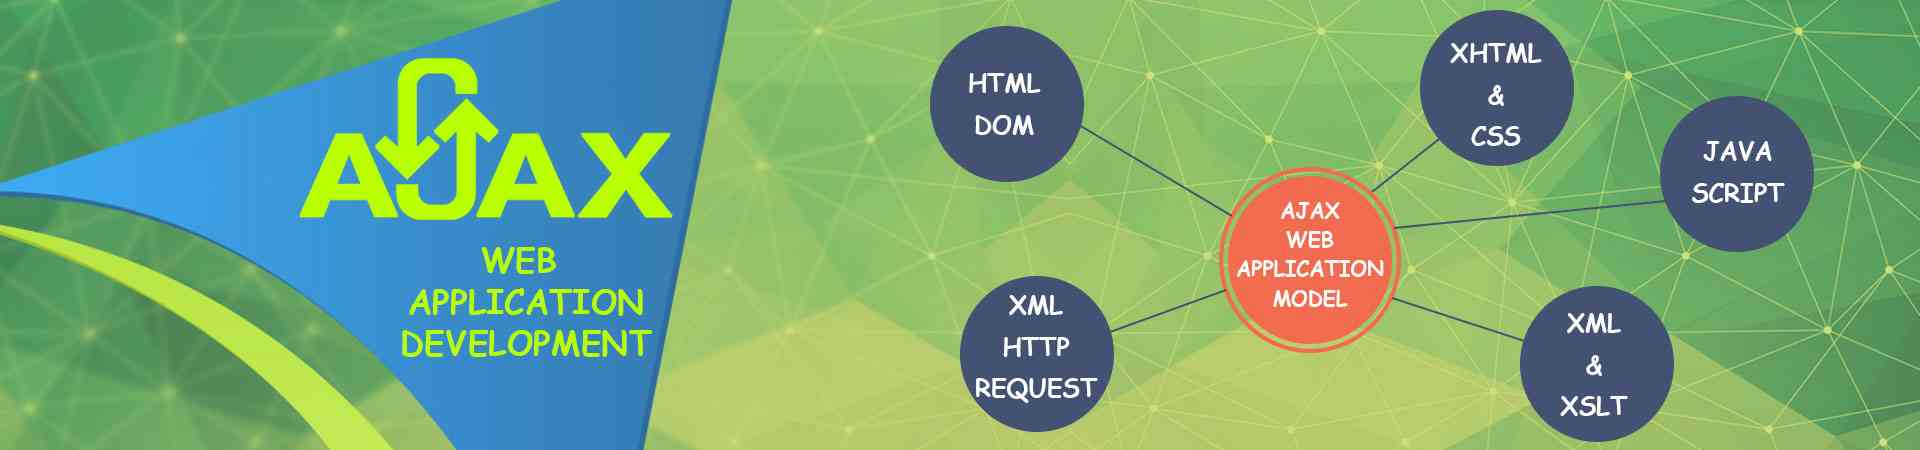 AJAX
WEB
APPLICATION
DEVELOPMENT
HTML
DOM
XHTML
&
CSS
JAVA
SCRIPT
AJAX
WEB
APPLICATION
MODEL
XML
HTTP
REQUEST
XML
&
XSLT